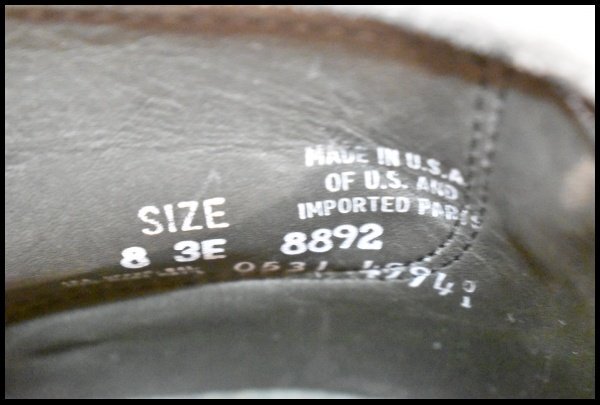 MADE IN U.S.A.
OF U.S. AND
IMPORTED PARTS
SIZE
8 3E 8892